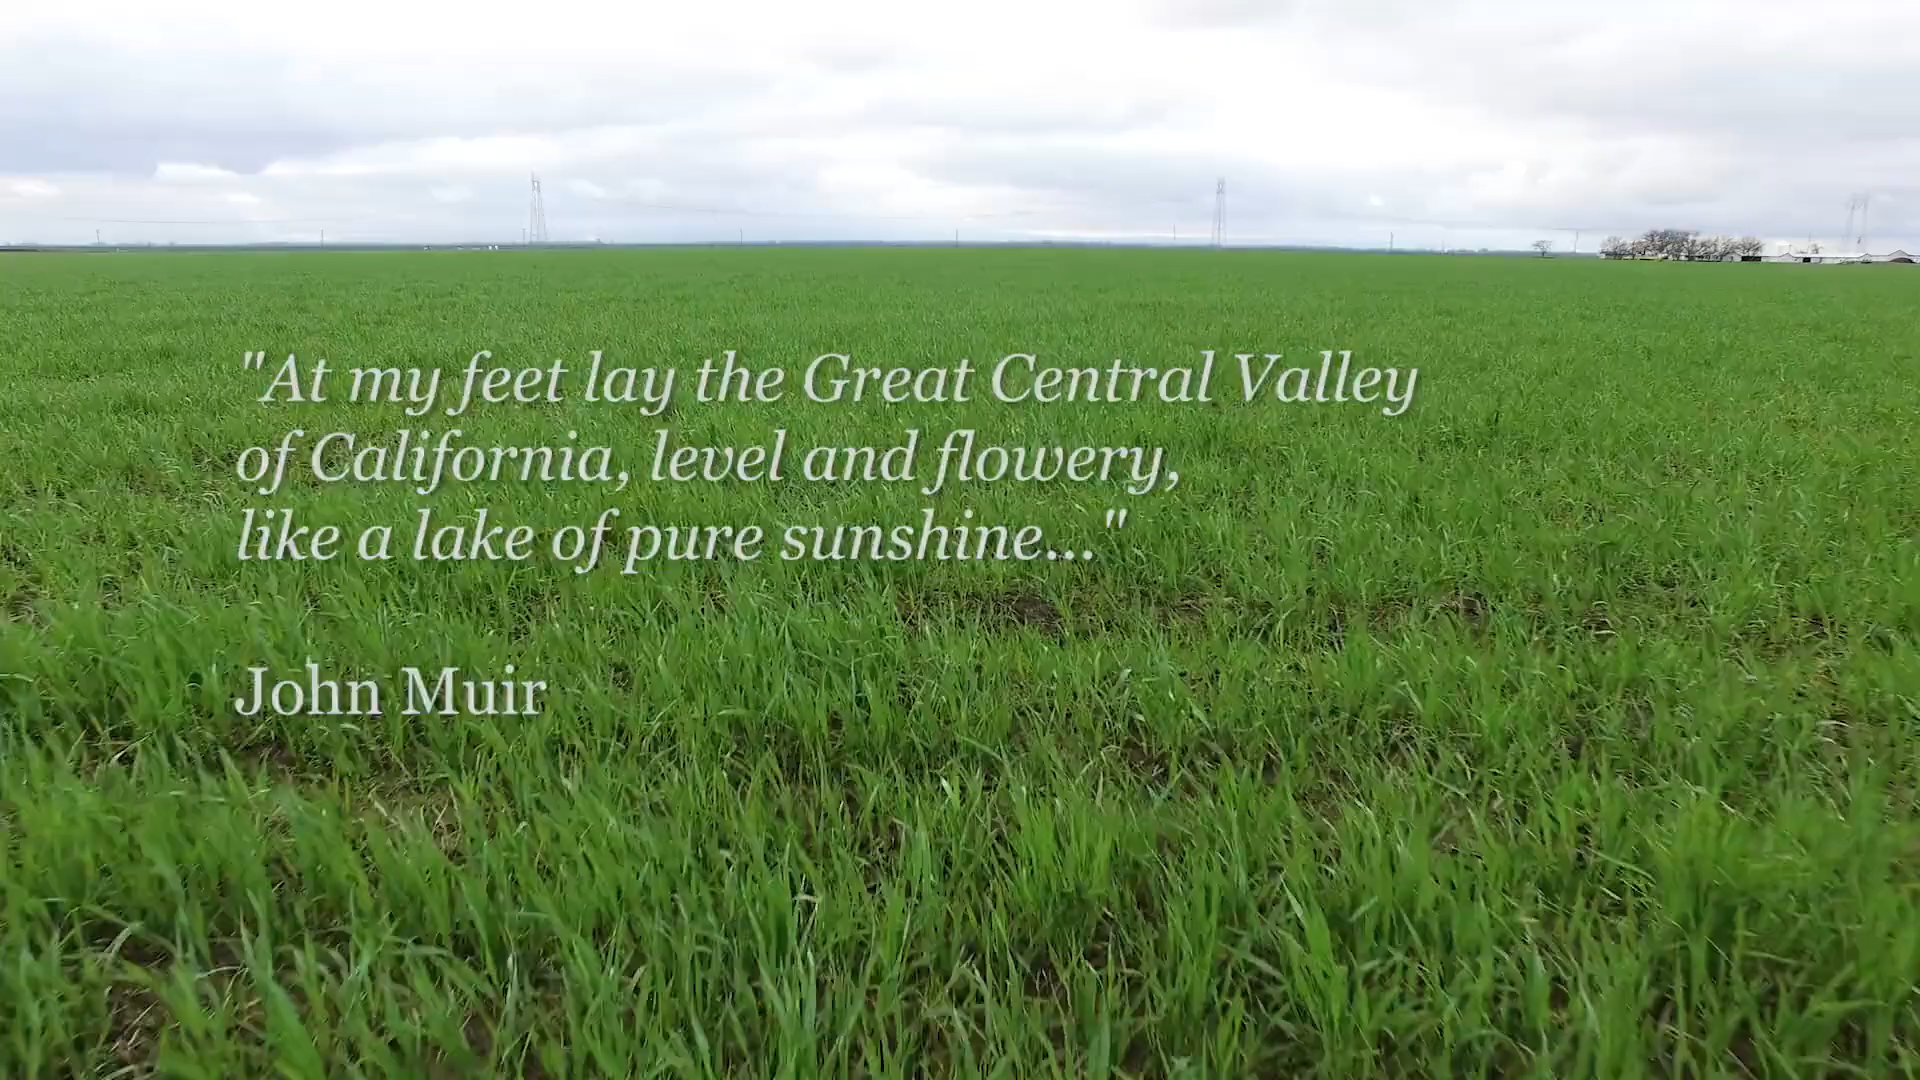 "At my feet lay the Great Central Valley
of California, level and flowery,
like a lake of pure sunshine..."
John Muir